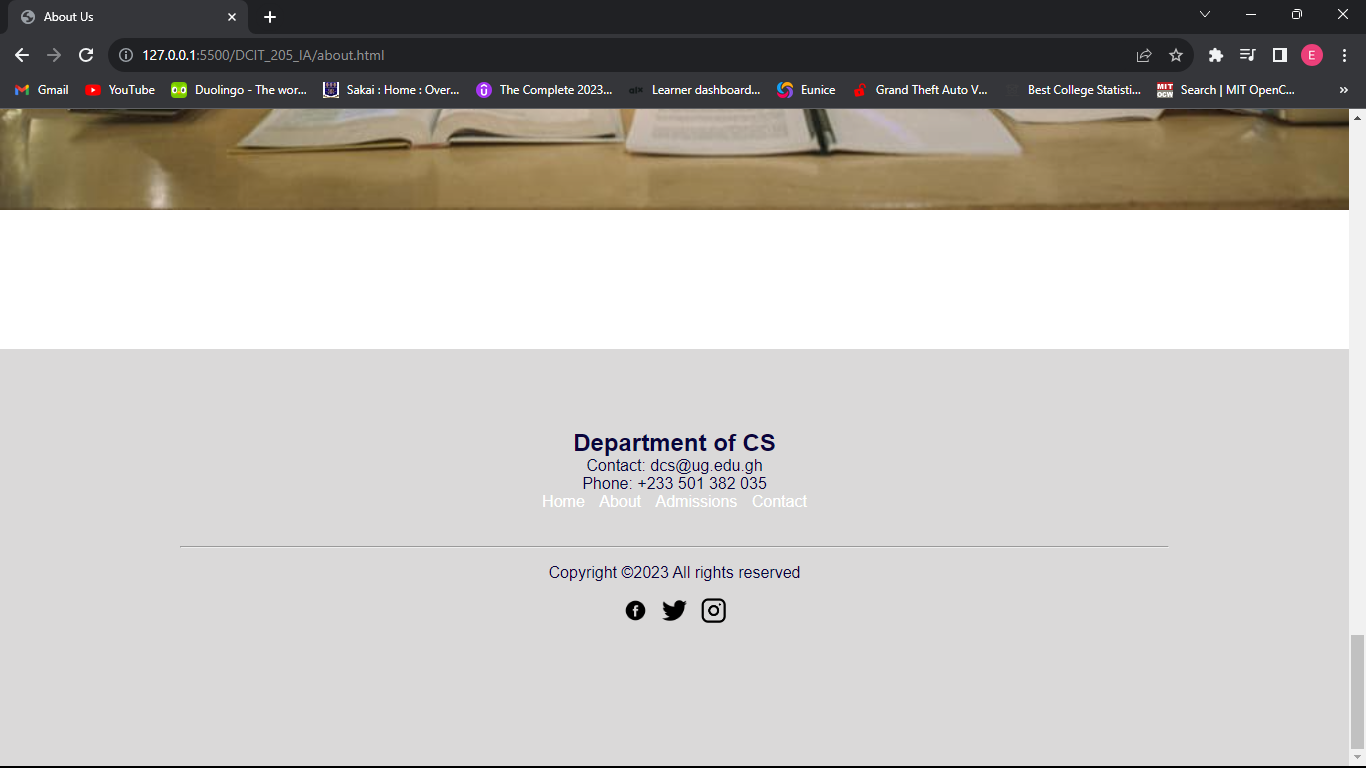 About Us
127.0.0.1:5500/DCIT_205_IA/about.html
E
Gmail YouTube Duolingo - The wor... Sakai : Home : Over... The Complete 2023... Learner dashboard... Eunice Grand Theft Auto V... Best College Statisti... MIT OCW Search | MIT OpenC... »
Department of CS
Contact: dcs@ug.edu.gh
Phone: +233 501 382 035
Home About Admissions Contact
Copyright ©2023 All rights reserved